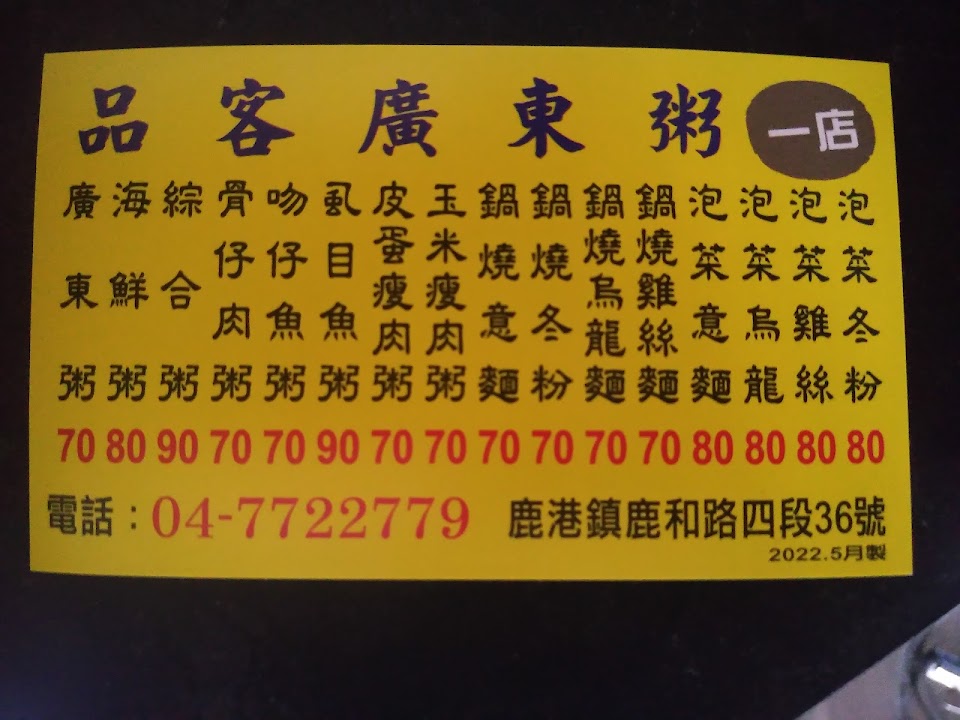 品客廣東粥 一店
廣東粥 70
海鮮粥 80
綜合粥 90
骨仔肉粥 70
吻仔魚粥 70
虱目魚粥 90
皮蛋瘦肉粥 70
玉米瘦肉粥 70
鍋燒意麵 70
鍋燒冬粉 70
鍋燒烏龍麵 70
鍋燒雞絲麵 70
泡菜意麵 80
泡菜烏龍 80
泡菜雞絲 80
泡菜冬粉 80
電話：04-7722779 鹿港鎮鹿和路四段36號
2022.5月製